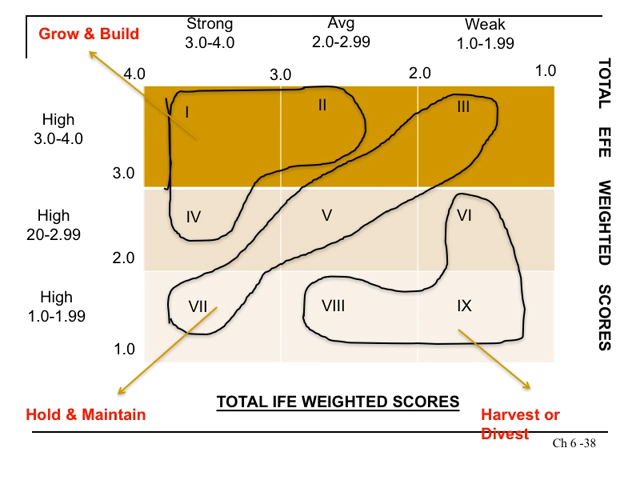 Strong
3.0-4.0
Avg
2.0-2.99
Weak
1.0-1.99
Grow & Build
4.0
3.0
2.0
1.0
High
3.0-4.0
I
II
III
3.0
High
20-2.99
IV
V
VI
2.0
High
1.0-1.99
VII
VIII
IX
1.0
TOTAL EFE WEIGHTED SCORES
TOTAL IFE WEIGHTED SCORES
Hold & Maintain
Harvest or
Divest
Ch 6 -38